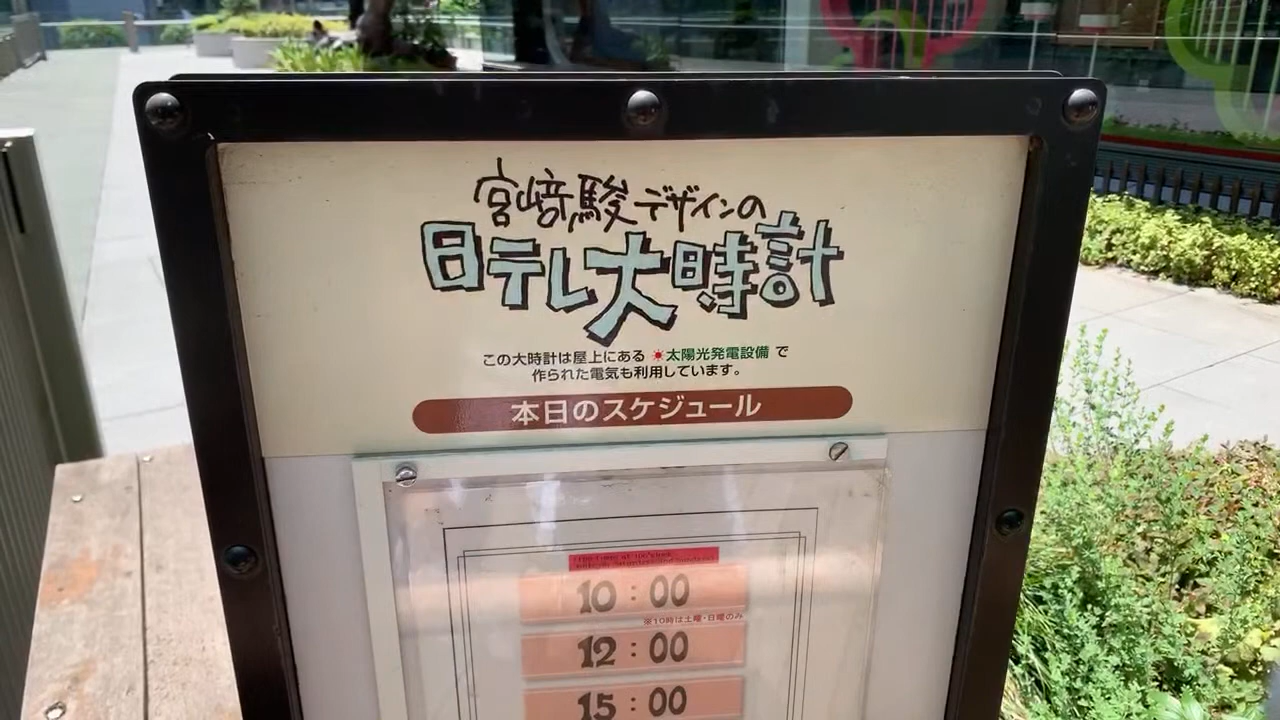 宮﨑駿デザインの
日テレ大時計
この大時計は屋上にある ☀太陽光発電設備 で
作られた電気も利用しています。
本日のスケジュール
10:00
※10時は土曜・日曜のみ
12:00
15:00